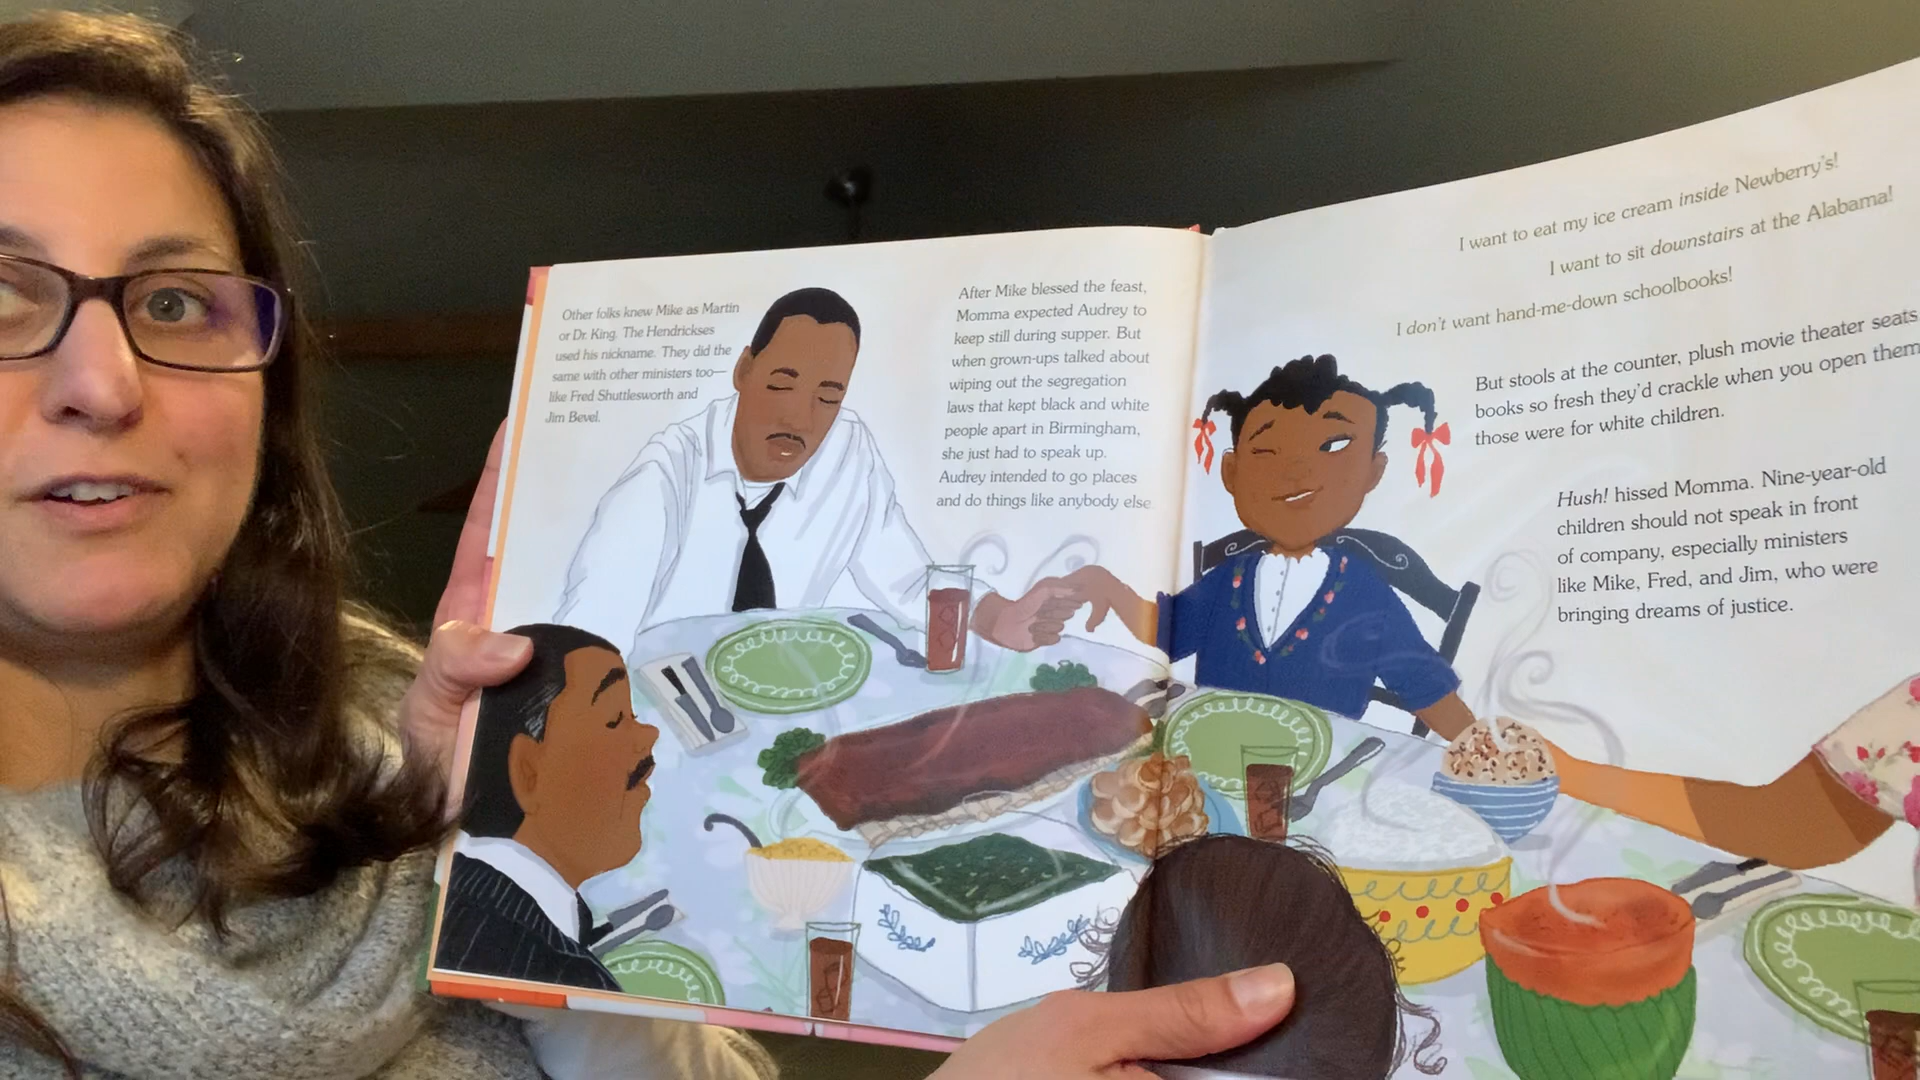 Other folks knew Mike as Martin
or Dr. King. The Hendrickses
used his nickname. They did the
same with other ministers too—
like Fred Shuttlesworth and
Jim Bevel.
After Mike blessed the feast,
Momma expected Audrey to
keep still during supper. But
when grown-ups talked about
wiping out the segregation
laws that kept black and white
people apart in Birmingham,
she just had to speak up.
Audrey intended to go places
and do things like anybody else
I want to eat my ice cream inside Newberry's!
I want to sit downstairs at the Alabama!
I don't want hand-me-down schoolbooks!
But stools at the counter, plush movie theater seats
books so fresh they'd crackle when you open them
those were for white children.
Hush! hissed Momma. Nine-year-old
children should not speak in front
of company, especially ministers
like Mike, Fred, and Jim, who were
bringing dreams of justice.